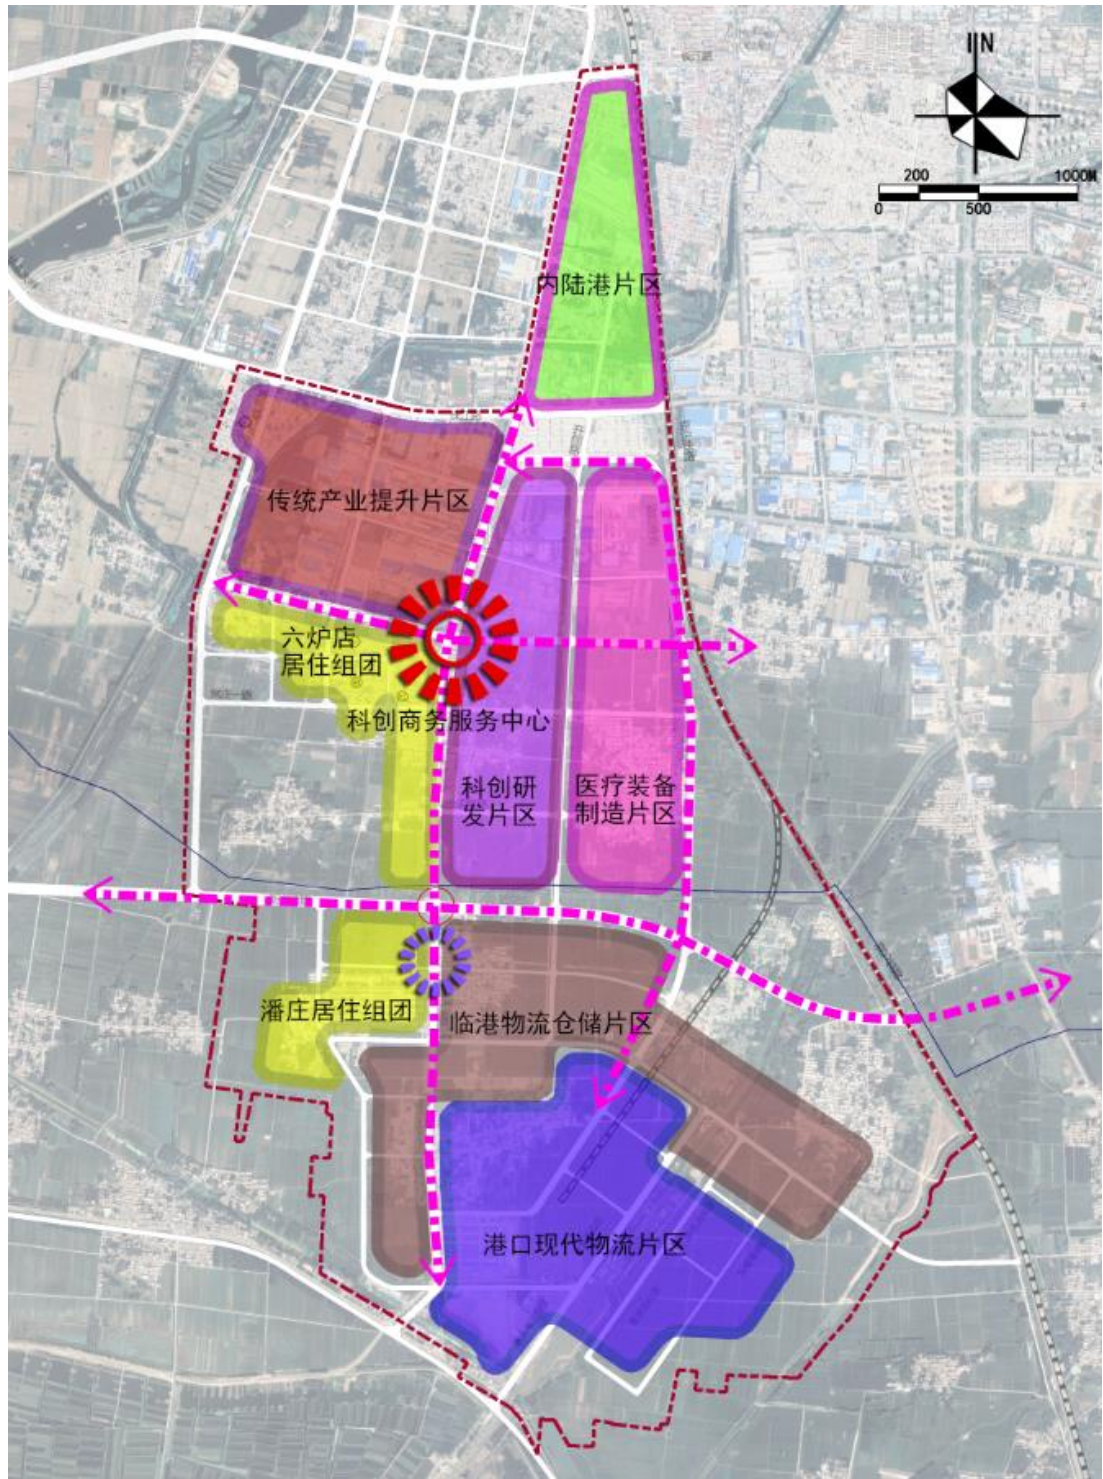 N
200
1000M
0
500
内陆港片区
传统产业提升片区
六炉店
居住组团
科创商务服务中心
科创研
发片区
医疗装备
制造片区
潘庄居住组团
临港物流仓储片区
港口现代物流片区